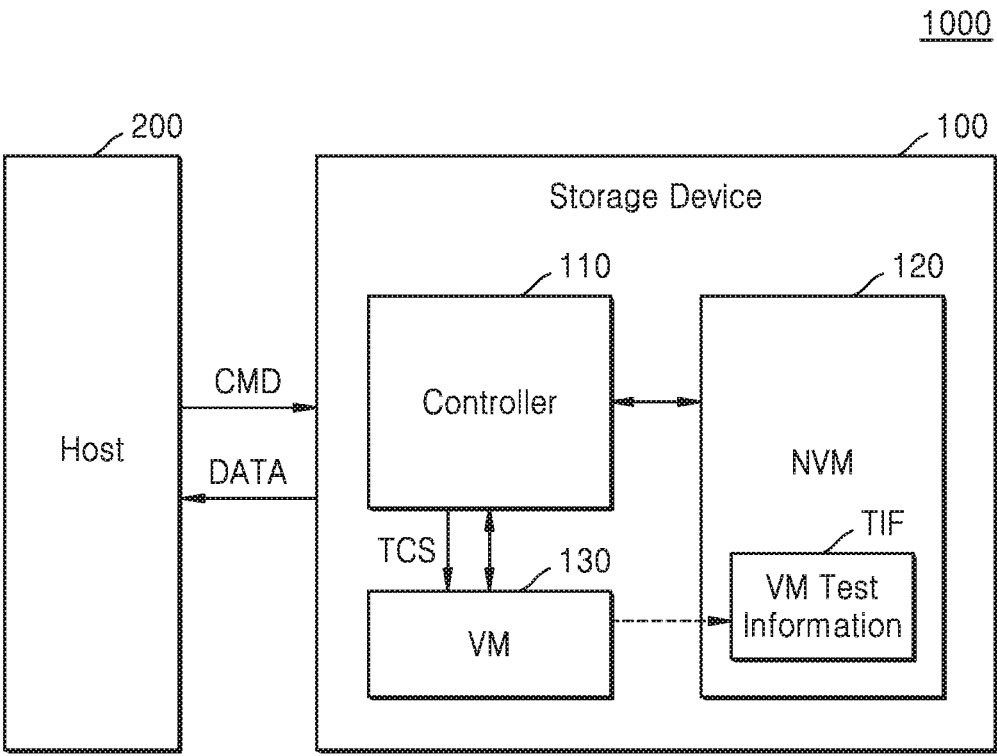 1000
200
100
Storage Device
110
120
CMD
Controller
Host
DATA
NVM
TCS
130
TIF
VM
VM Test
Information